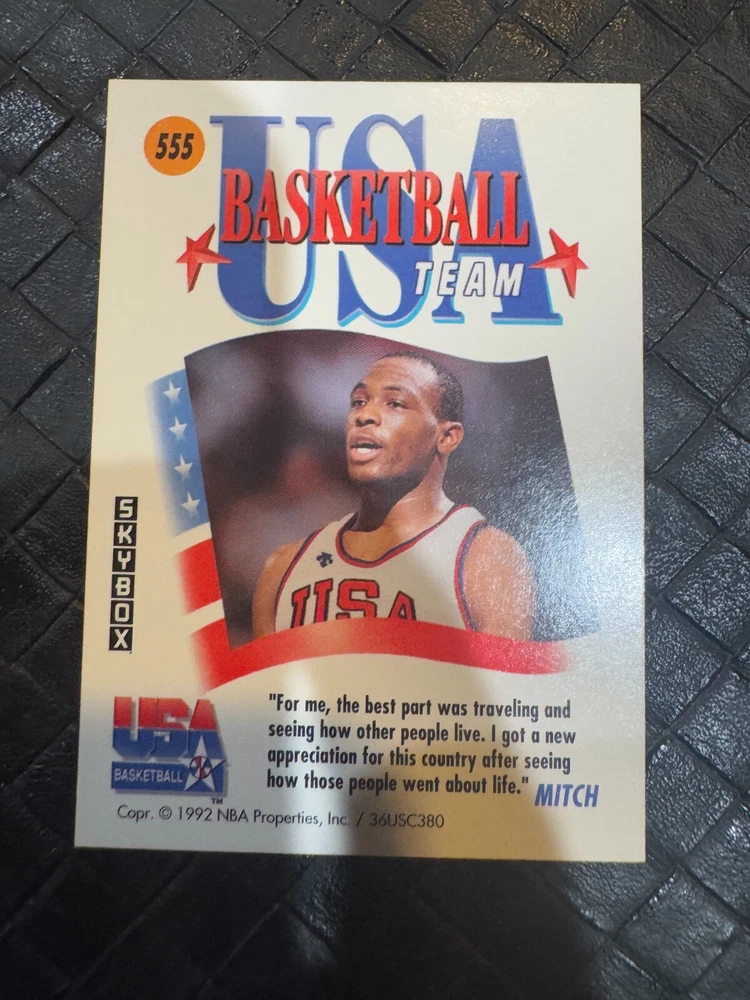 555
USA
BASKETBALL
TEAM
USA
SKYBOX
USA
BASKETBALL
TM
"For me, the best part was traveling and
seeing how other people live. I got a new
appreciation for this country after seeing
how those people went about life."
MITCH
Copr. © 1992 NBA Properties, Inc. / 36USC380